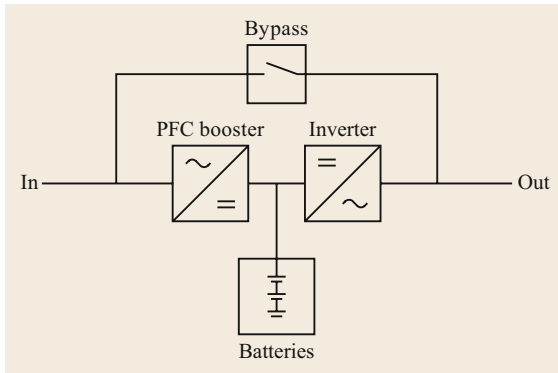 Bypass
PFC booster
Inverter
In
Out
Batteries